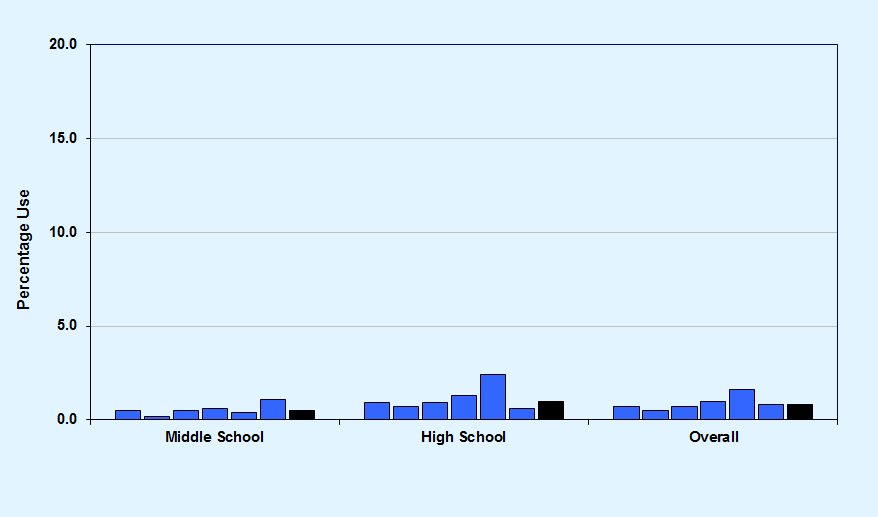 20.0
15.0
10.0
5.0
0.0
Percentage Use
Middle School
High School
Overall